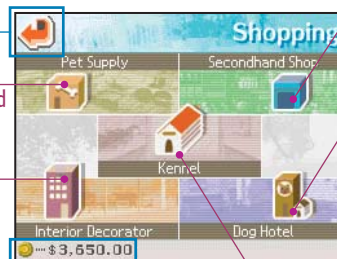 Shopping
Pet Supply
Secondhand Shop
Kennel
Interior Decorator
Dog Hotel
$3,650.00